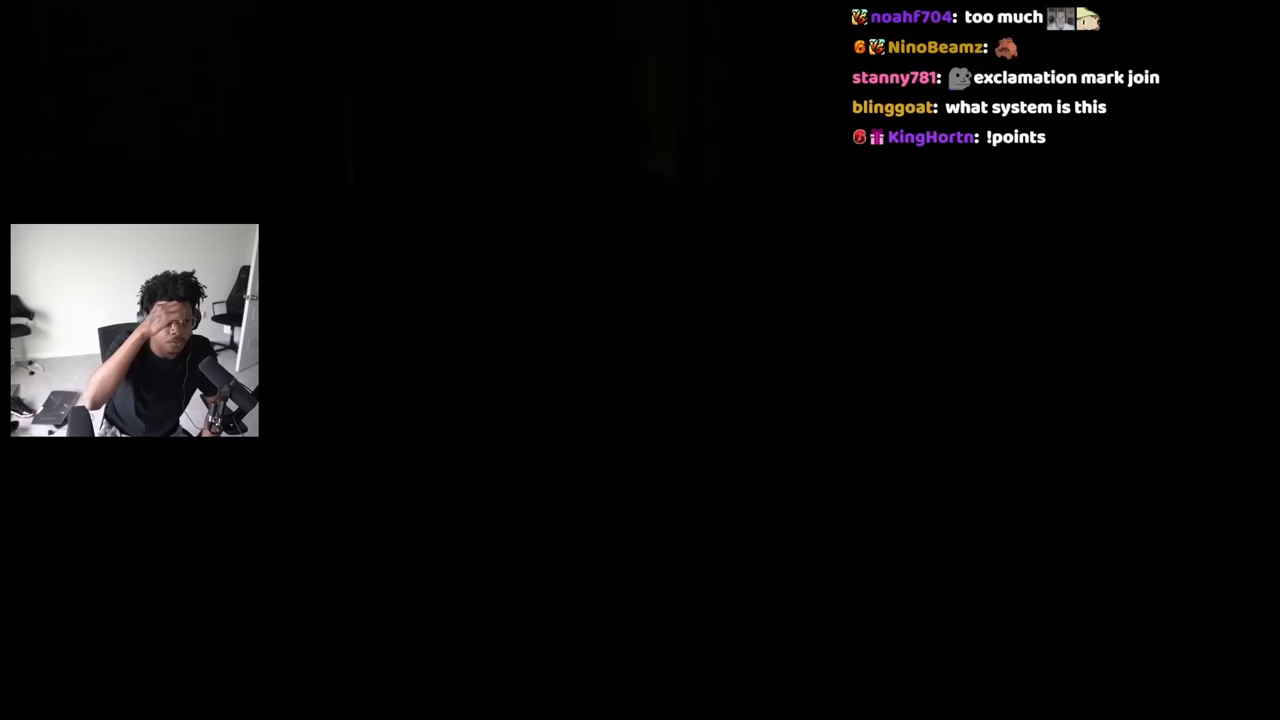 noahf704: too much
NinoBeamz:
stanny781: exclamation mark join
blinggoat: what system is this
KingHortn: !points